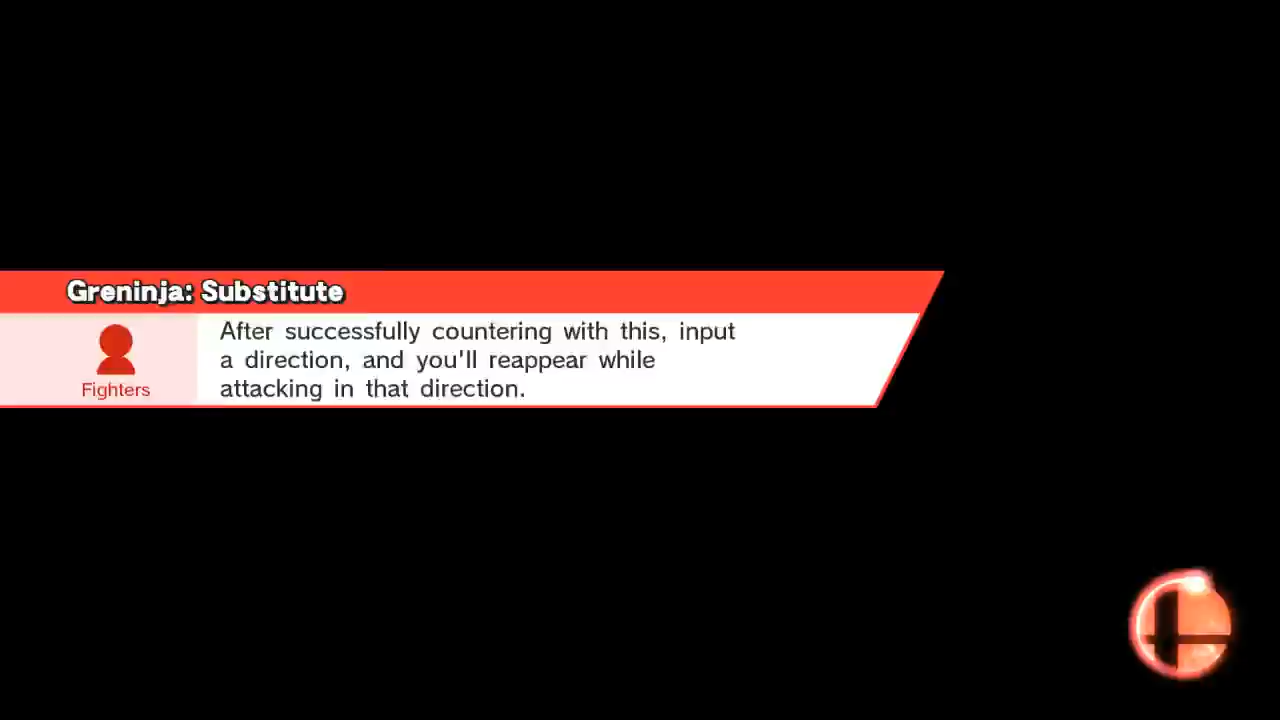 Greninja: Substitute
After successfully countering with this, input
a direction, and you'll reappear while
attacking in that direction.
Fighters